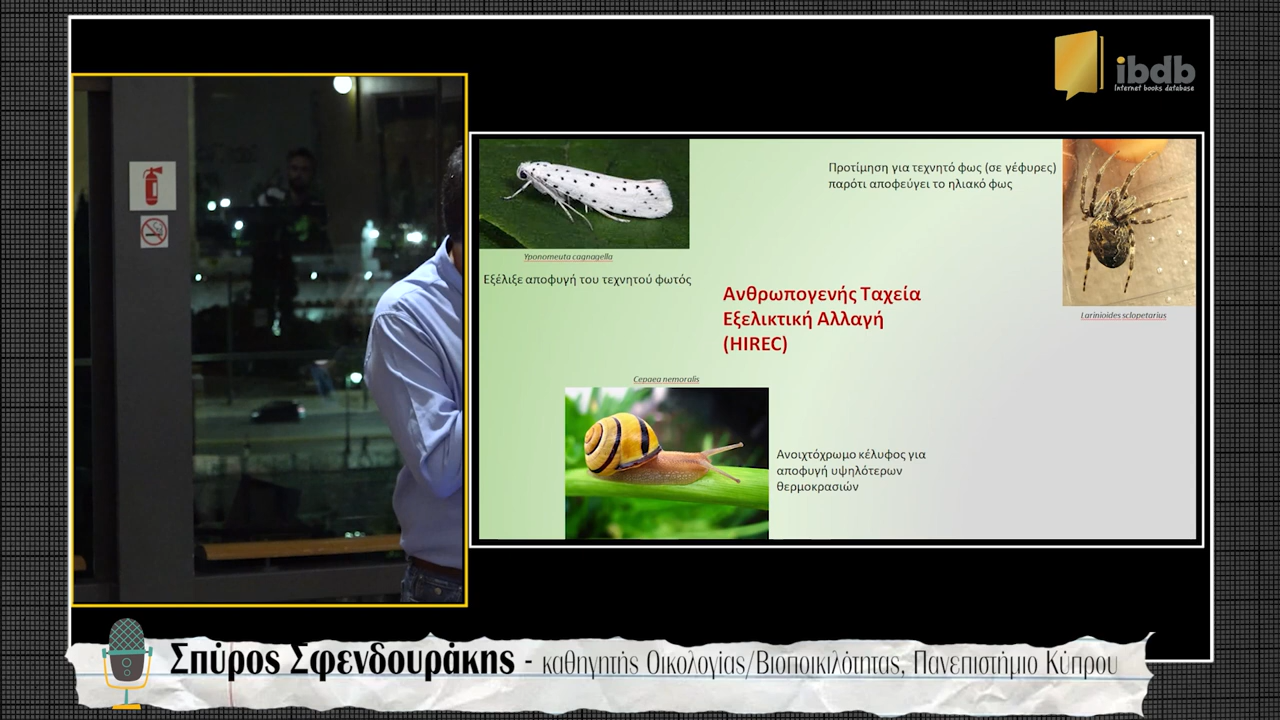 ibdb
Internet books database
Yponomeuta cagnagella
Εξέλιξε αποφυγή του τεχνητού φωτός
Προτίμηση για τεχνητό φως (σε γέφυρες)
παρότι αποφεύγει το ηλιακό φως
Larinioides sclopetarius
Ανθρωπογενής Ταχεία
Εξελικτική Αλλαγή
(HIREC)
Cepaea nemoralis
Ανοιχτόχρωμο κέλυφος για
αποφυγή υψηλότερων
θερμοκρασιών
Σπύρος Σφενδουράκης - καθηγητής Οικολογίας/Βιοποικιλότητας, Πανεπιστήμιο Κύπρου